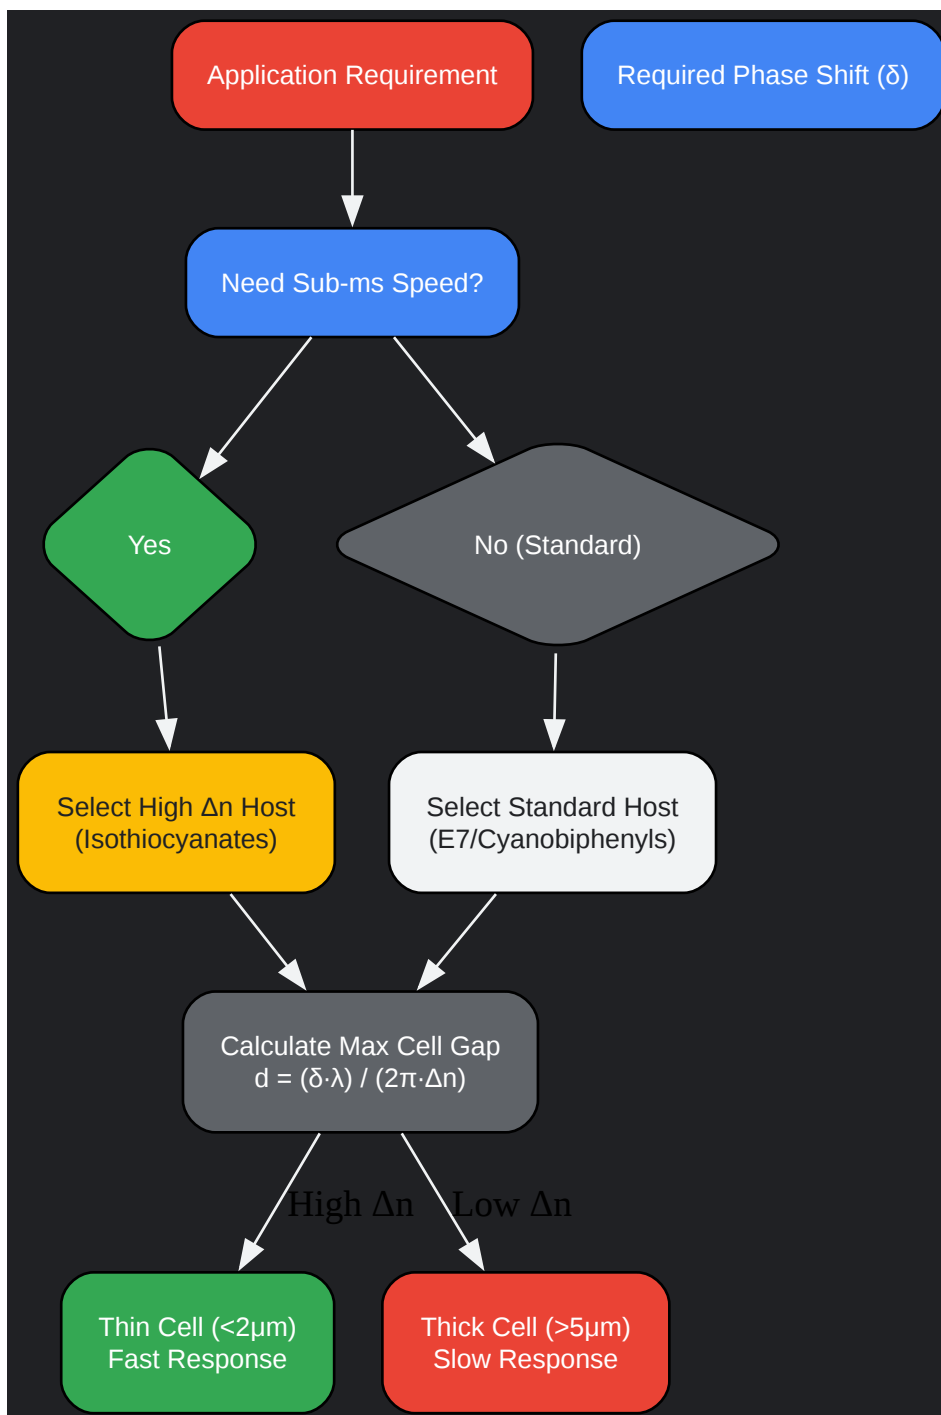 Application Requirement
Required Phase Shift (δ)
Need Sub-ms Speed?
Yes
No (Standard)
Select High Δn Host
(Isothiocyanates)
Select Standard Host
(E7/Cyanobiphenyls)
Calculate Max Cell Gap
d = (δ·λ) / (2π·Δn)
High Δn
Low Δn
Thin Cell (<2μm)
Fast Response
Thick Cell (>5μm)
Slow Response